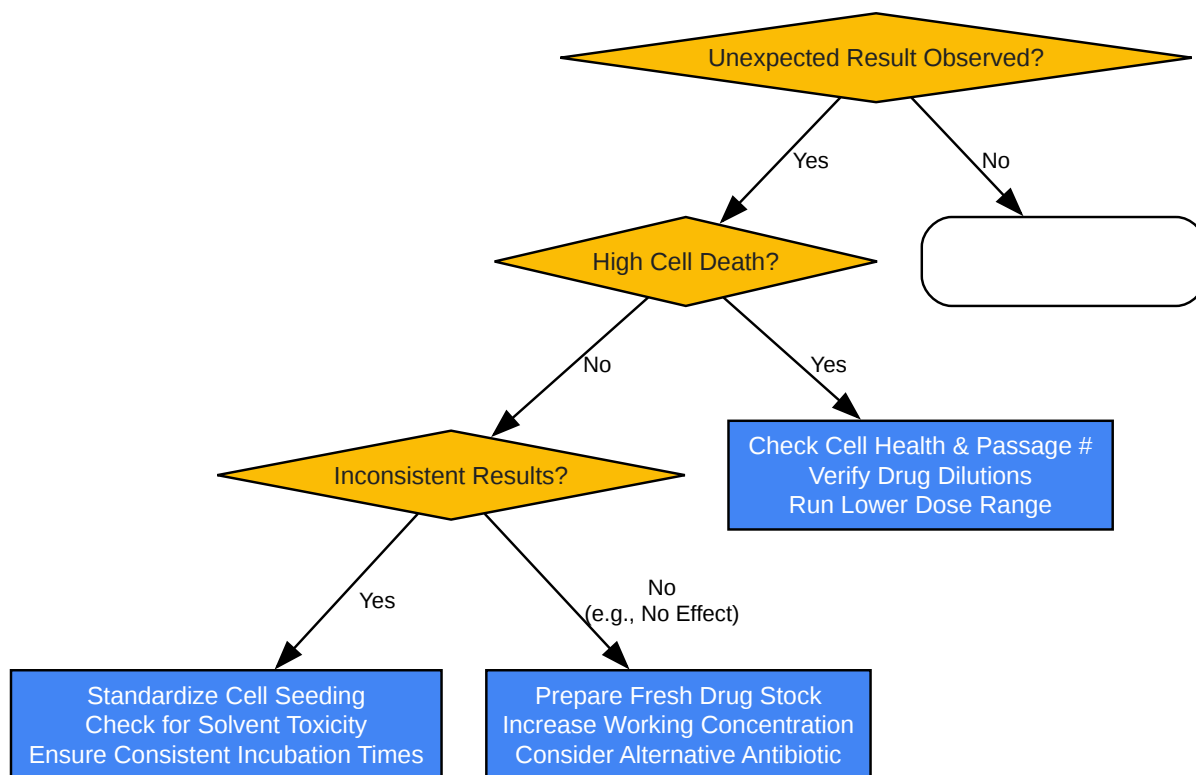 Unexpected Result Observed?
Yes
No
High Cell Death?
No
Yes
Inconsistent Results?
Check Cell Health & Passage #
Verify Drug Dilutions
Run Lower Dose Range
Yes
No
(e.g., No Effect)
Standardize Cell Seeding
Check for Solvent Toxicity
Ensure Consistent Incubation Times
Prepare Fresh Drug Stock
Increase Working Concentration
Consider Alternative Antibiotic